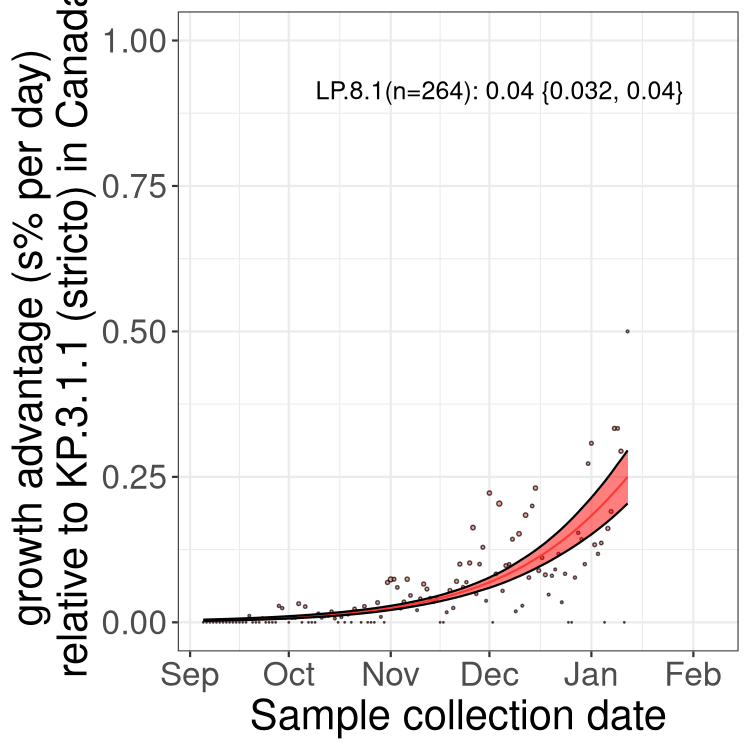 growth advantage (s% per day)
relative to KP.3.1.1 (stricto) in Canada
1.00
0.75
0.50
0.25
0.00
LP.8.1(n=264): 0.04 {0.032, 0.04}
Sep Oct Nov Dec Jan Feb
Sample collection date